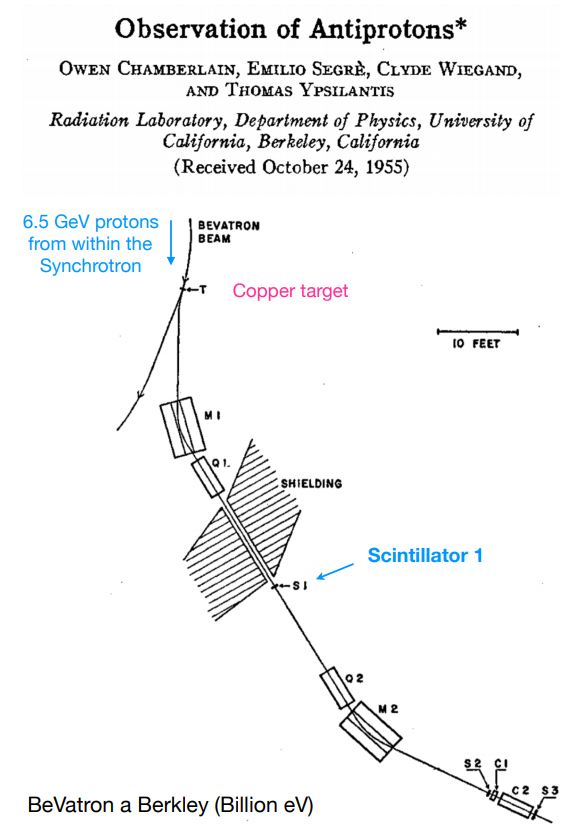 Observation of Antiprotons*
OWEN CHAMBERLAIN, EMILIO SEGRÈ, CLYDE WIEGAND,
AND THOMAS YPSILANTIS
Radiation Laboratory, Department of Physics, University of
California, Berkeley, California
(Received October 24, 1955)
6.5 GeV protons
from within the
Synchrotron
BEVATRON
BEAM
T
Copper target
10 FEET
M1
Q1
SHIELDING
Scintillator 1
S1
Q2
M2
S2 C1
C2 S3
BeVatron a Berkley (Billion eV)